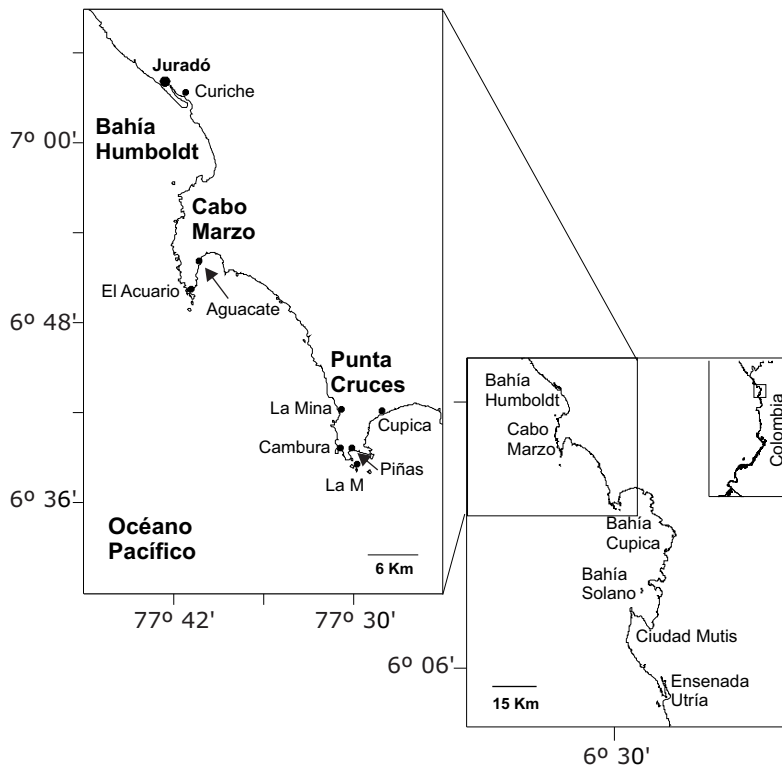 Juradó
Curiche
7º 00'
Bahía
Humboldt
Cabo
Marzo
El Acuario
Aguacate
6º 48'
Punta
Cruces
La Mina
Cupica
Cambura
Piñas
La M
6º 36'
Océano
Pacífico
6 Km
77º 42'
77º 30'
Bahía
Humboldt
Cabo
Marzo
Colombia
Bahía
Cupica
Bahía
Solano
Ciudad Mutis
6º 06'
Ensenada
Utría
15 Km
6º 30'